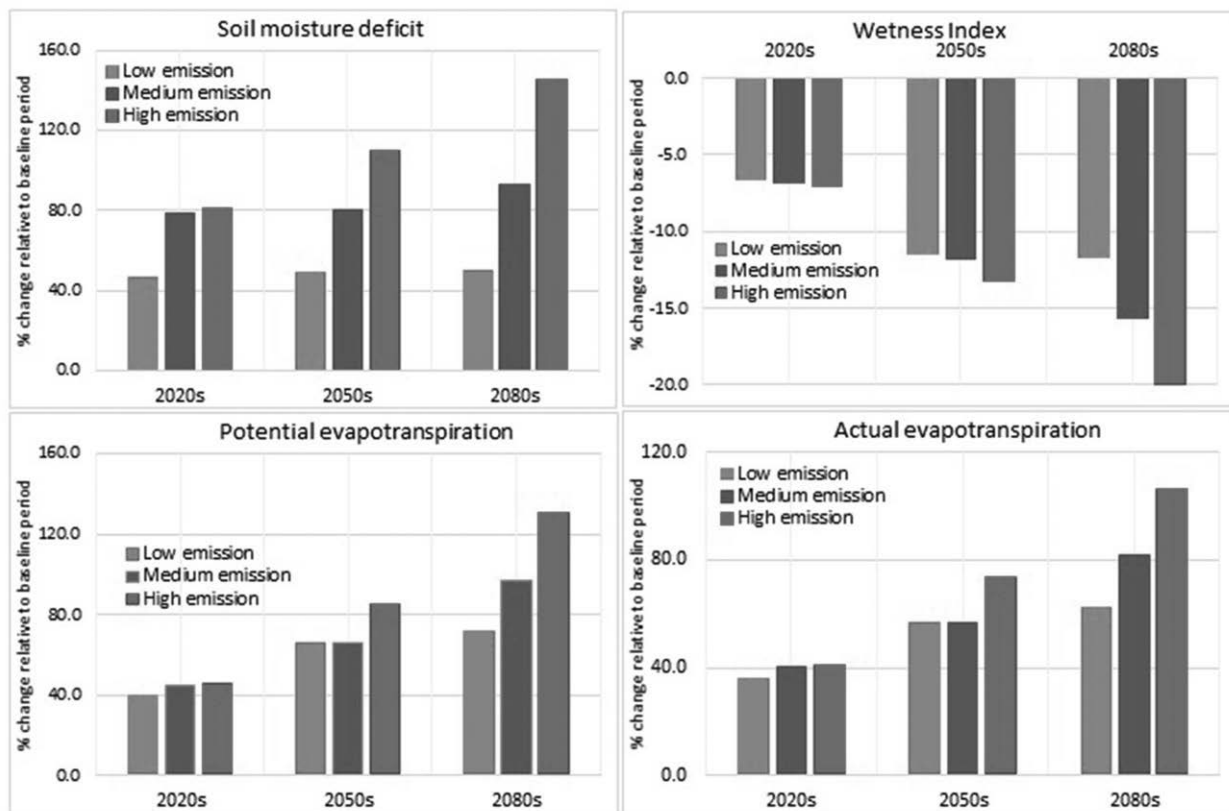 Soil moisture deficit
160.0
120.0
80.0
40.0
0.0
% change relative to baseline period
Low emission
Medium emission
High emission
2020s 2050s 2080s
Wetness Index
2020s 2050s 2080s
0.0
-5.0
-10.0
-15.0
-20.0
% change relative to baseline period
Low emission
Medium emission
High emission
Potential evapotranspiration
160.0
120.0
80.0
40.0
0.0
% change relative to baseline period
Low emission
Medium emission
High emission
2020s 2050s 2080s
Actual evapotranspiration
120.0
80.0
40.0
0.0
% change relative to baseline period
Low emission
Medium emission
High emission
2020s 2050s 2080s